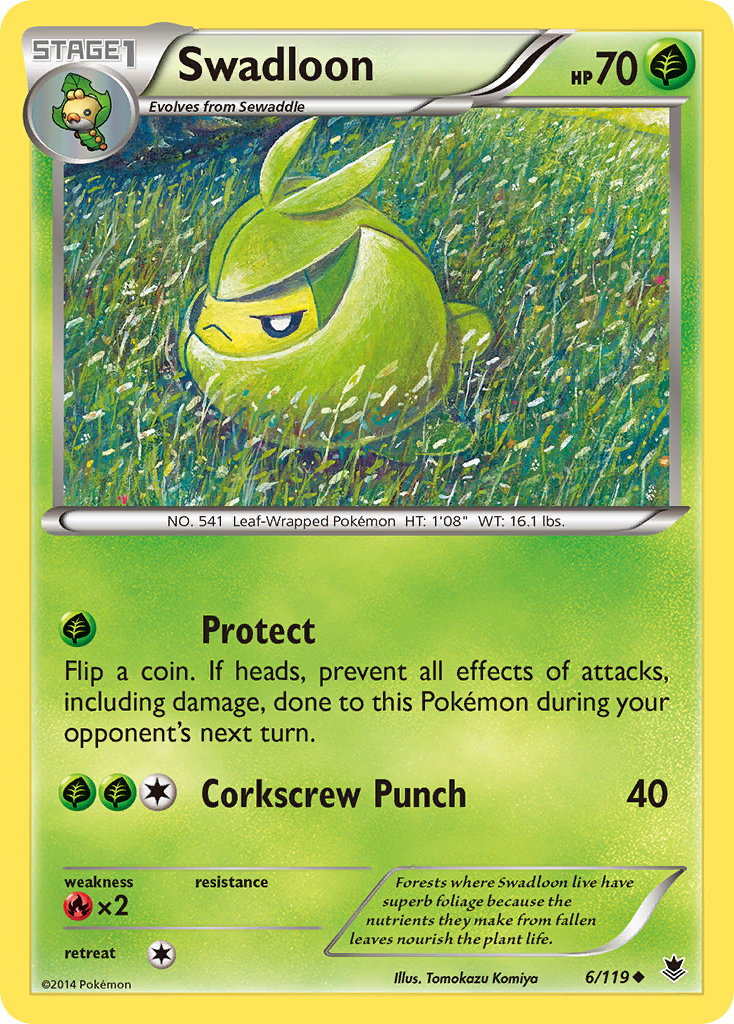 STAGE1
Swadloon
HP 70
Evolves from Sewaddle
NO. 541 Leaf-Wrapped Pokémon HT: 1'08" WT: 16.1 lbs.
Protect
Flip a coin. If heads, prevent all effects of attacks,
including damage, done to this Pokémon during your
opponent's next turn.
Corkscrew Punch 40
weakness resistance
×2
retreat
Forests where Swadloon live have
superb foliage because the
nutrients they make from fallen
leaves nourish the plant life.
©2014 Pokémon
Illus. Tomokazu Komiya
6/119